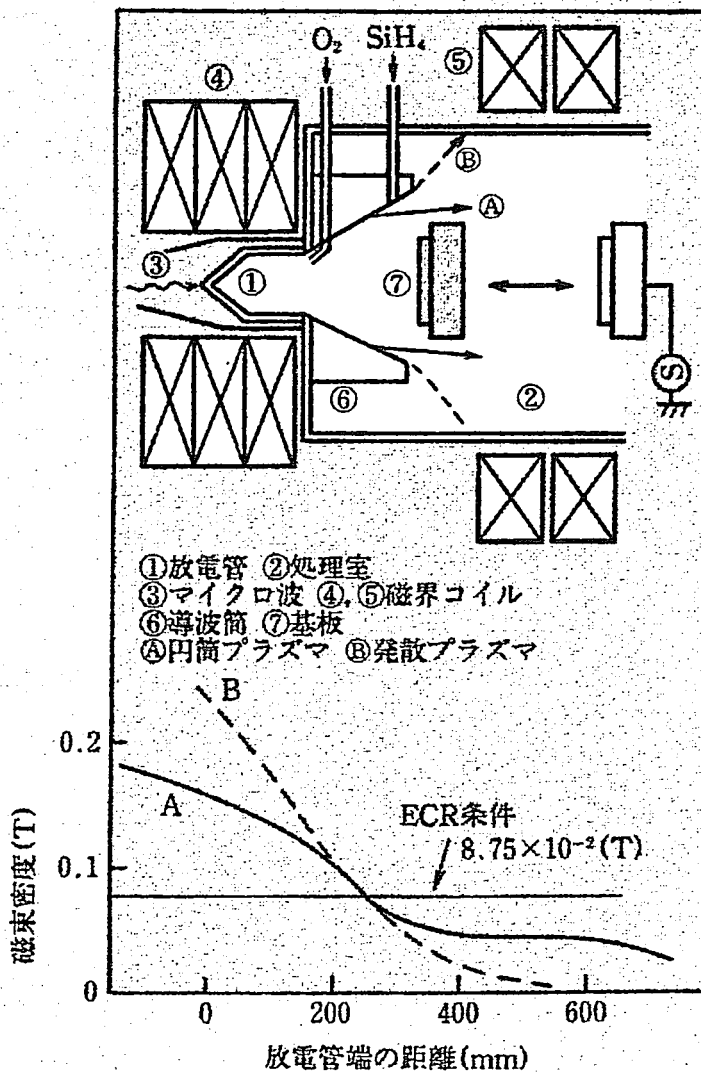 O₂ SiH₄
④
⑤
Ⓑ
Ⓐ
③
①
⑦
⑥
②
S
①放電管 ②処理室
③マイクロ波 ④,⑤磁界コイル
⑥導波筒 ⑦基板
Ⓐ円筒プラズマ Ⓑ発散プラズマ
B
0.2
A
ECR条件
8.75×10⁻²(T)
0.1
磁束密度(T)
0
0 200 400 600
放電管端の距離(mm)